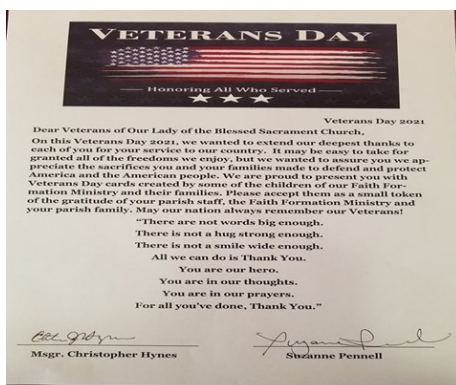 VETERANS DAY
Honoring All Who Served
Veterans Day 2021
Dear Veterans of Our Lady of the Blessed Sacrament Church,
On this Veterans Day 2021, we wanted to extend our deepest thanks to
each of you for your service to our country. It may be easy to take for
granted all of the freedoms we enjoy, but we wanted to assure you we ap-
preciate the sacrifices you and your families made to defend and protect
America and the American people. We are proud to present you with
Veterans Day cards created by some of the children of our Faith For-
mation Ministry and their families. Please accept them as a small token
of the gratitude of your parish staff, the Faith Formation Ministry and
your parish family. May our nation always remember our Veterans!
"There are not words big enough.
There is not a hug strong enough.
There is not a smile wide enough.
All we can do is Thank You.
You are our hero.
You are in our thoughts.
You are in our prayers.
For all you've done, Thank You."
Msgr. Christopher Hynes
Suzanne Pennell